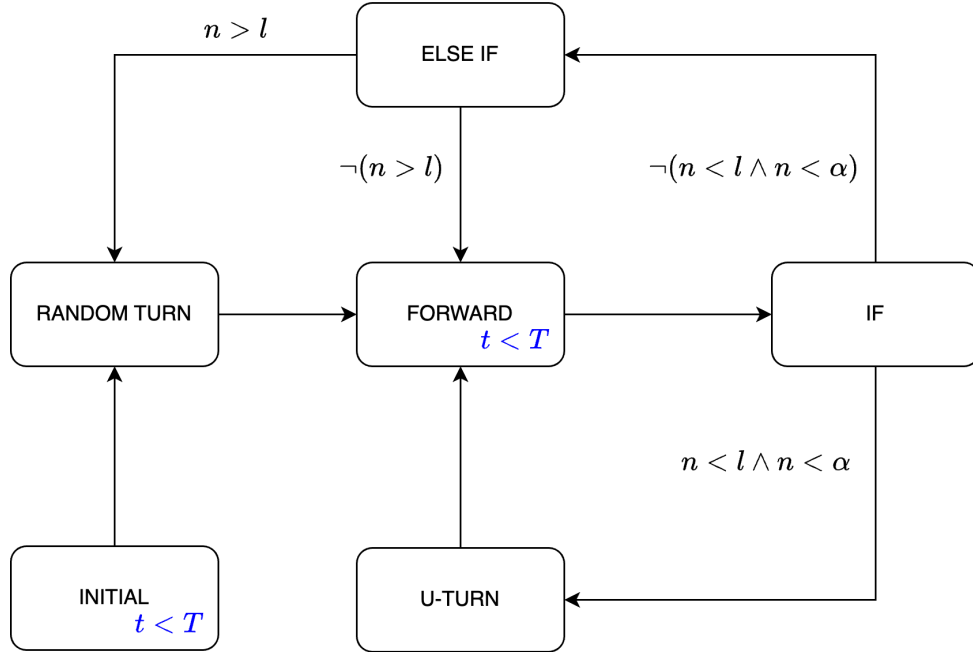 n > l
ELSE IF
¬(n > l)
¬(n < l ∧ n < α)
RANDOM TURN
FORWARD
t < T
IF
n < l ∧ n < α
INITIAL
t < T
U-TURN